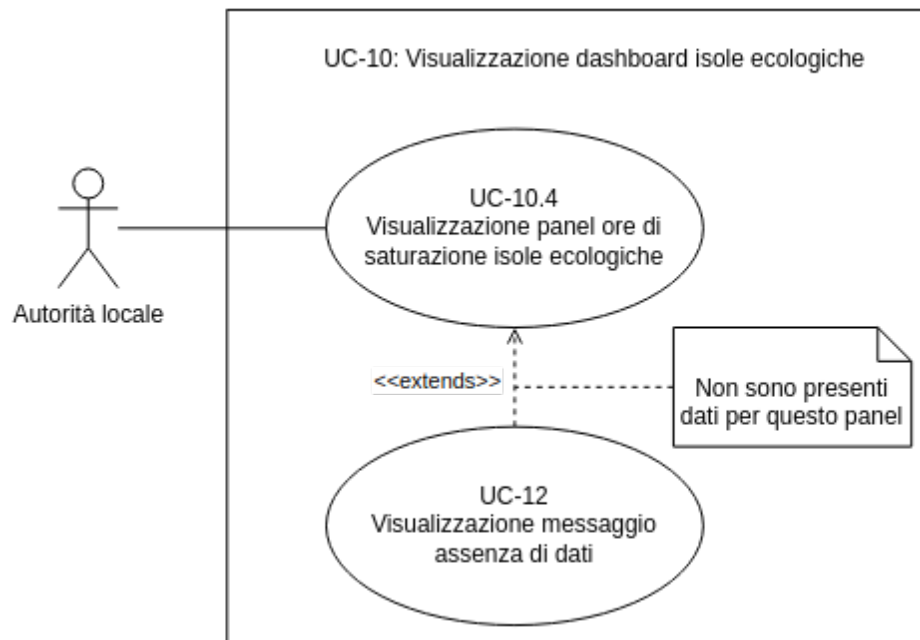 UC-10: Visualizzazione dashboard isole ecologiche
UC-10.4
Visualizzazione panel ore di
saturazione isole ecologiche
Autorità locale
<<extends>>
Non sono presenti
dati per questo panel
UC-12
Visualizzazione messaggio
assenza di dati